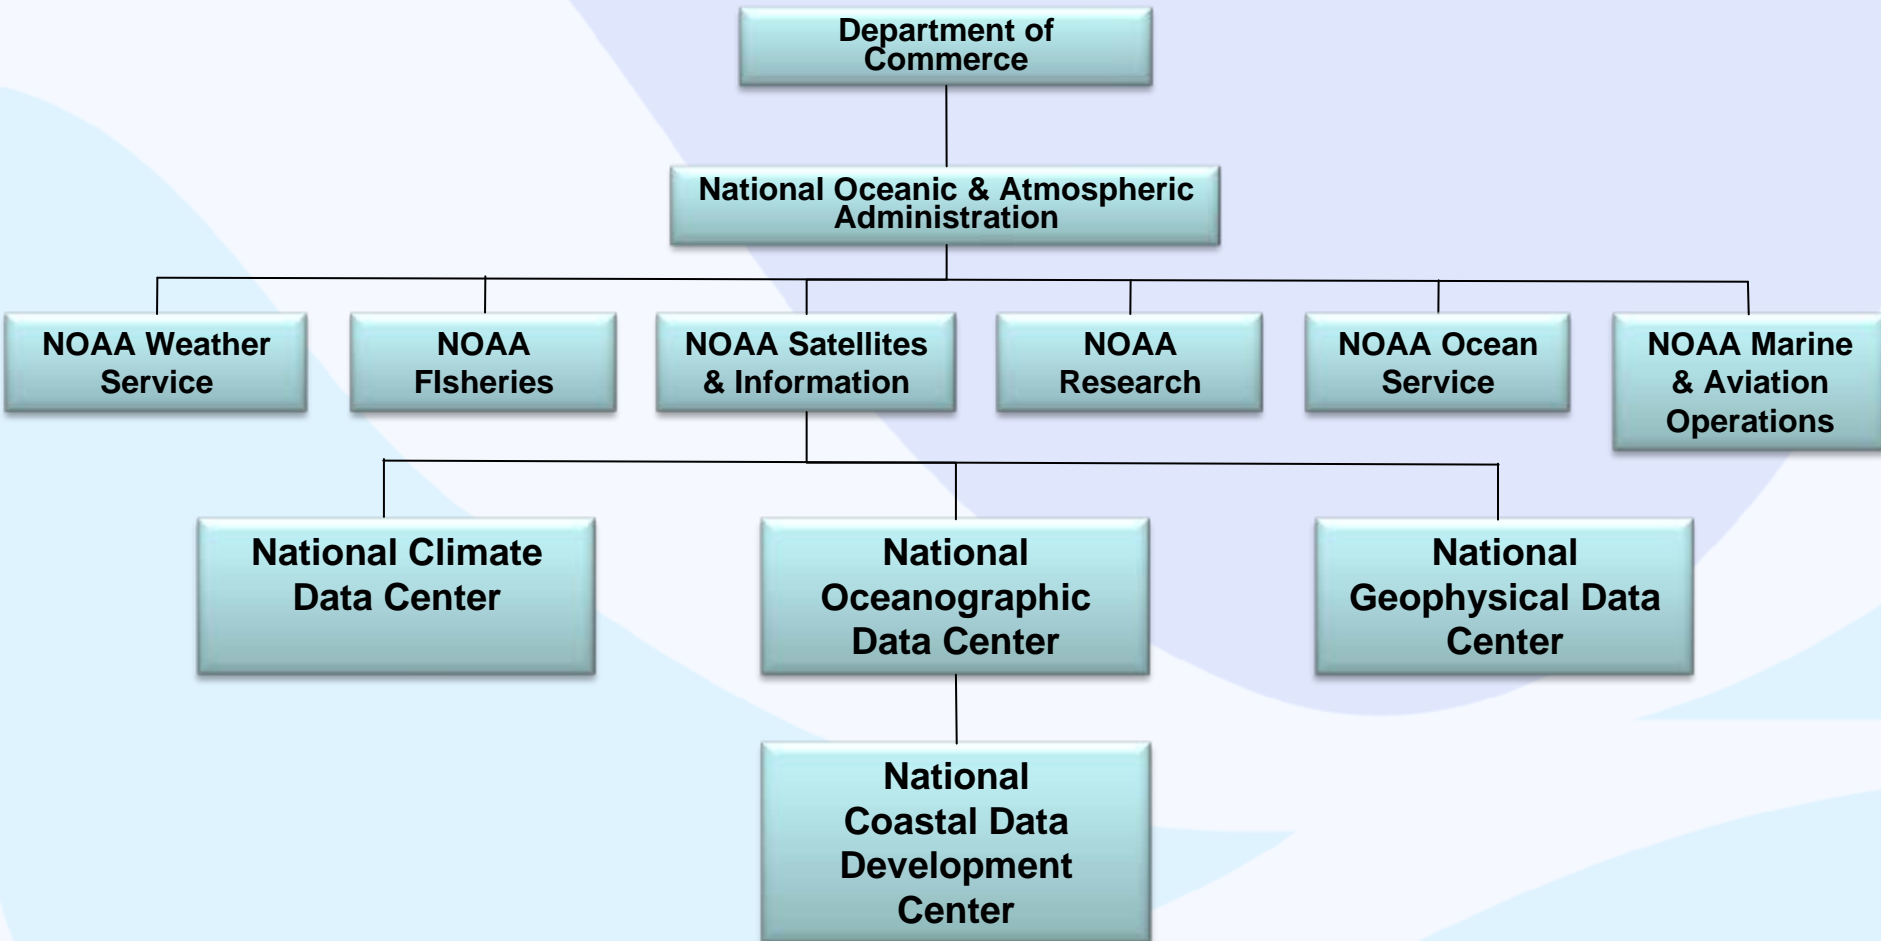 Department of
Commerce
National Oceanic & Atmospheric
Administration
NOAA Weather
Service
NOAA
FIsheries
NOAA Satellites
& Information
NOAA
Research
NOAA Ocean
Service
NOAA Marine
& Aviation
Operations
National Climate
Data Center
National
Oceanographic
Data Center
National
Geophysical Data
Center
National
Coastal Data
Development
Center